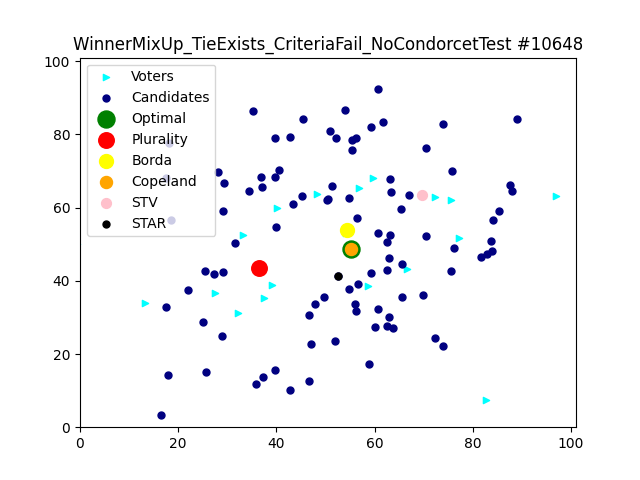 WinnerMixUp_TieExists_CriteriaFail_NoCondorcetTest #10648
100
80
60
40
20
0
Voters
Candidates
Optimal
Plurality
Borda
Copeland
STV
STAR
0 20 40 60 80 100